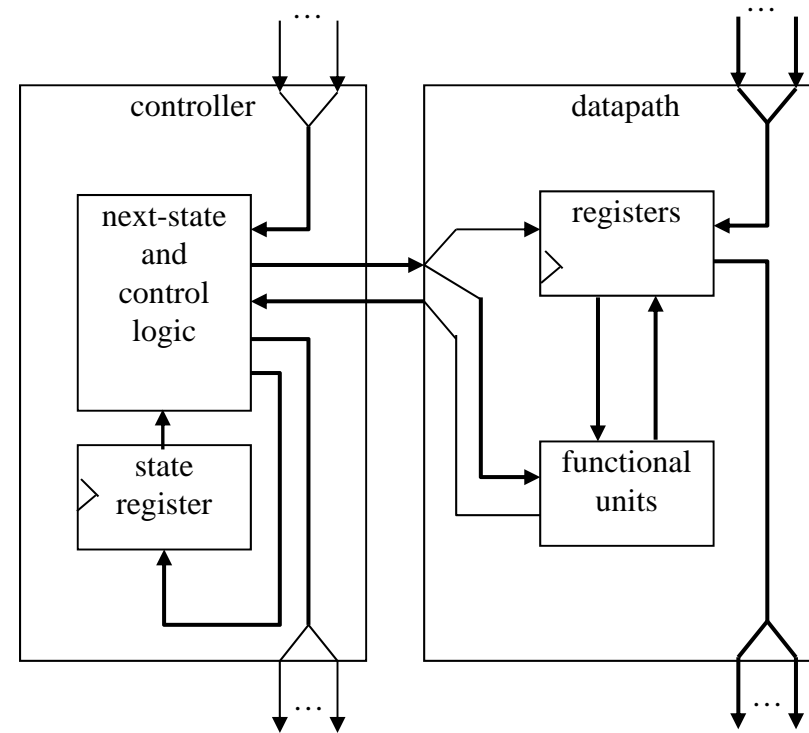 …
controller
next-state
and
control
logic
state
register
…
…
datapath
registers
functional
units
…